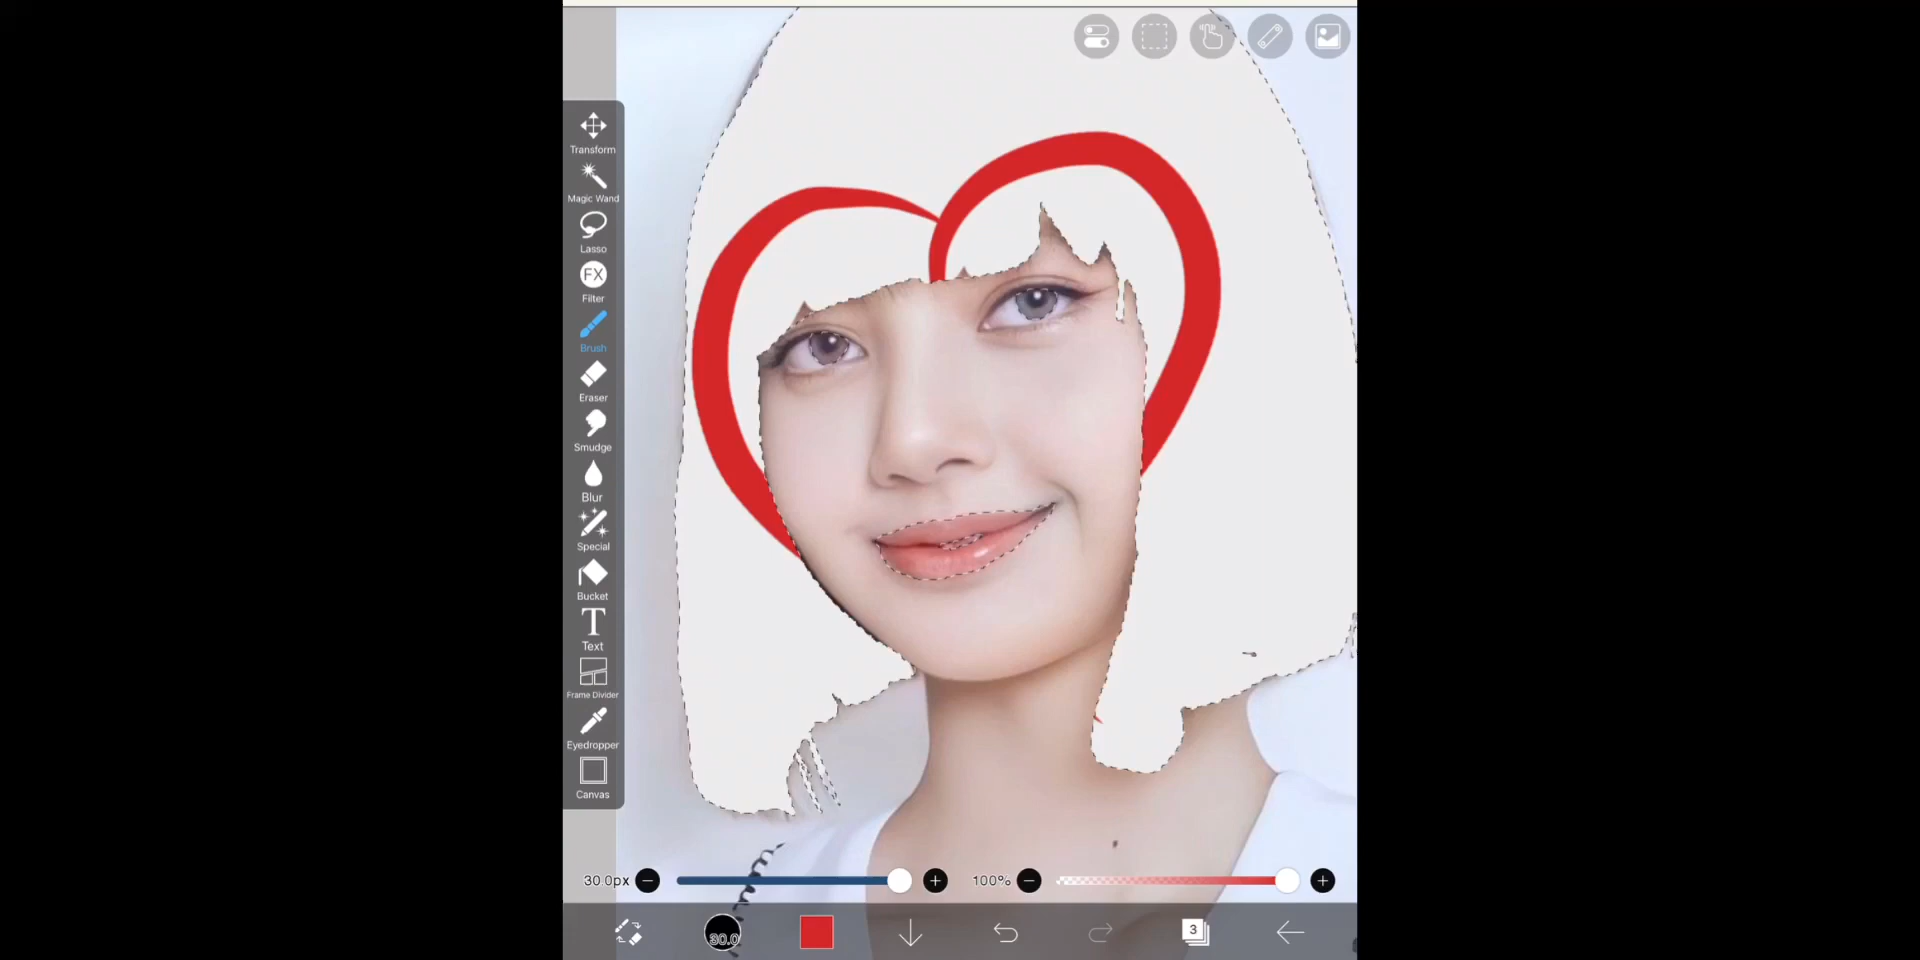 Transform
Magic Wand
Lasso
FX
Filter
Brush
Eraser
Smudge
Blur
Special
Bucket
T
Text
Frame Divider
Eyedropper
Canvas
30.0px
100%
30.0
3